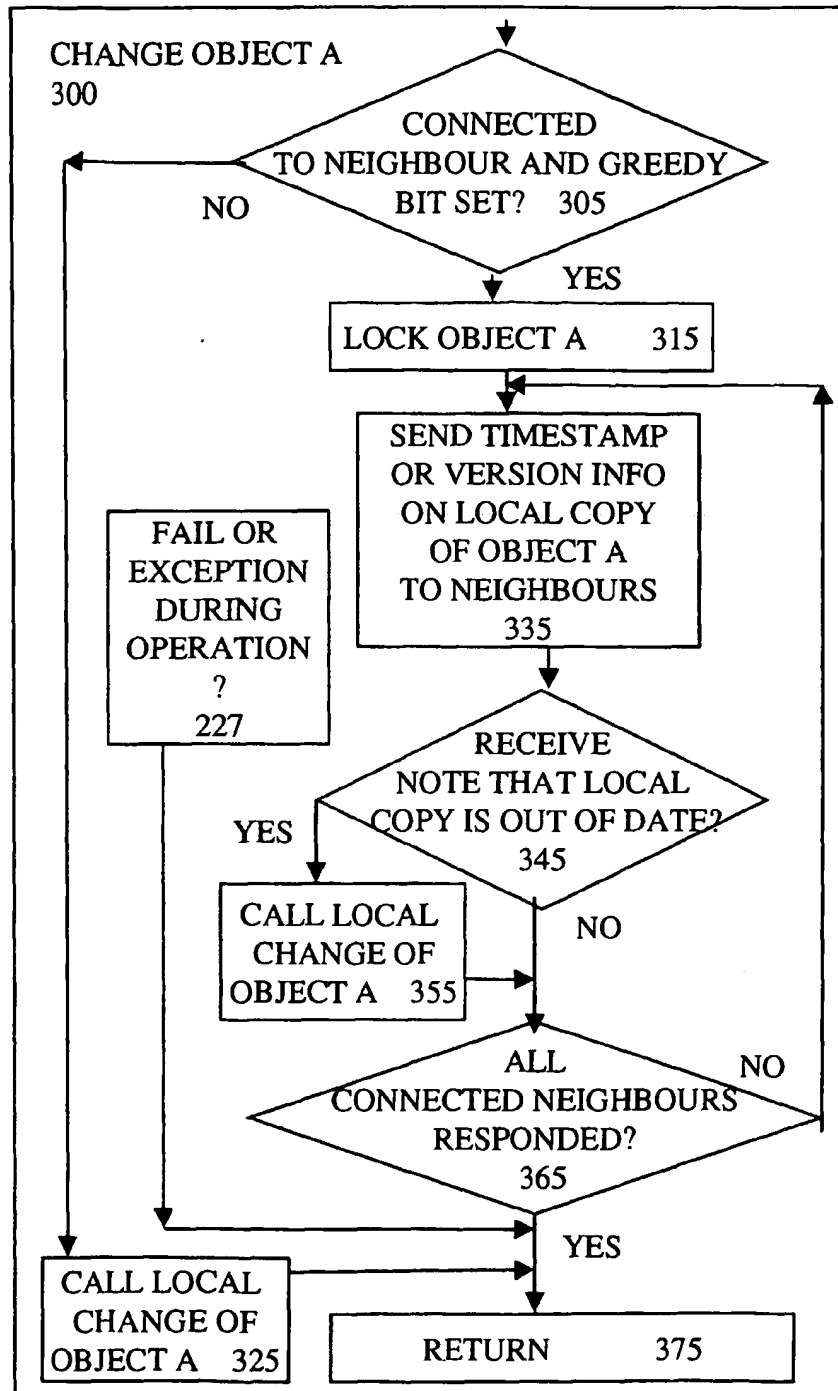 CHANGE OBJECT A
300
CONNECTED
TO NEIGHBOUR AND GREEDY
BIT SET? 305
NO
YES
LOCK OBJECT A 315
SEND TIMESTAMP
OR VERSION INFO
ON LOCAL COPY
OF OBJECT A
TO NEIGHBOURS
335
FAIL OR
EXCEPTION
DURING
OPERATION
?
227
RECEIVE
NOTE THAT LOCAL
COPY IS OUT OF DATE?
345
YES
NO
CALL LOCAL
CHANGE OF
OBJECT A 355
ALL
CONNECTED NEIGHBOURS
RESPONDED?
365
NO
YES
CALL LOCAL
CHANGE OF
OBJECT A 325
RETURN 375